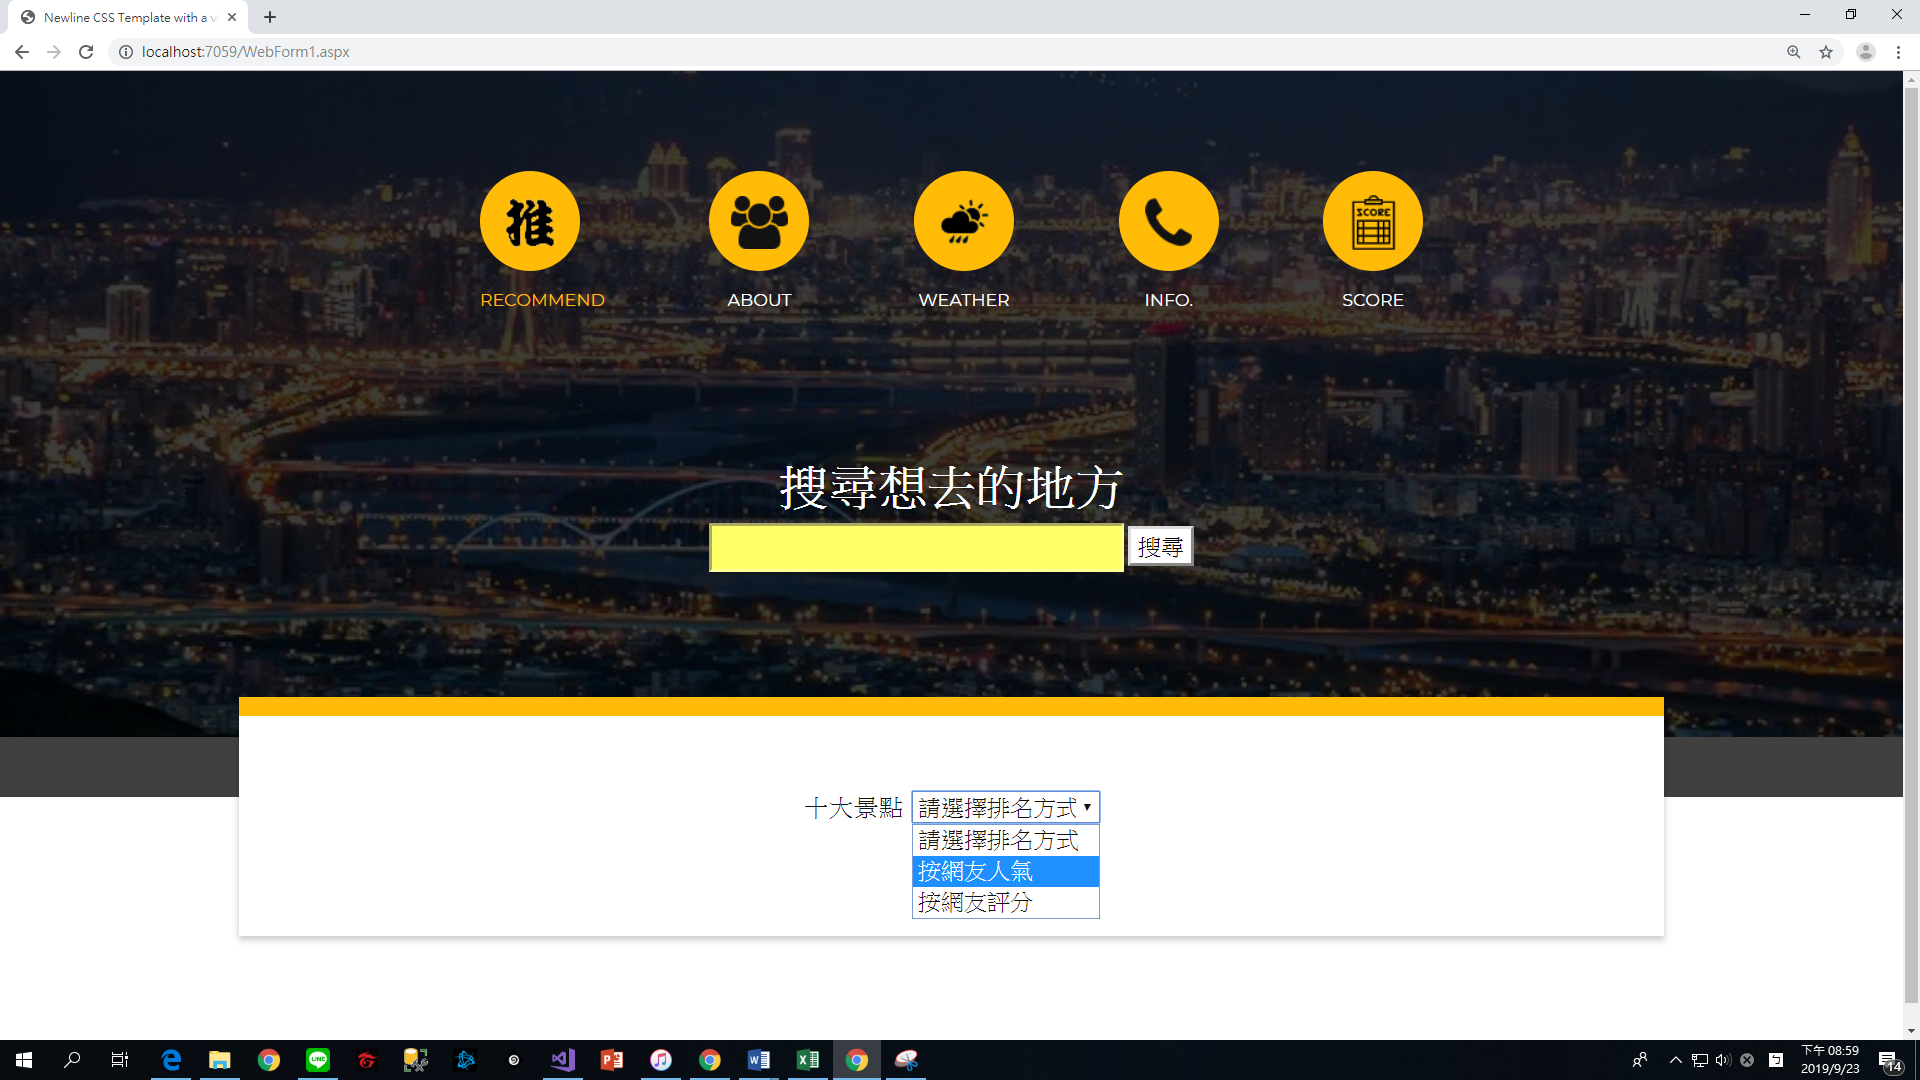 Newline CSS Template with a v
localhost:7059/WebForm1.aspx
推
SCORE
RECOMMEND
ABOUT
WEATHER
INFO.
SCORE
搜尋想去的地方
搜尋
十大景點
請選擇排名方式
請選擇排名方式
按網友人氣
按網友評分
LINE
下午 08:59
2019/9/23
14